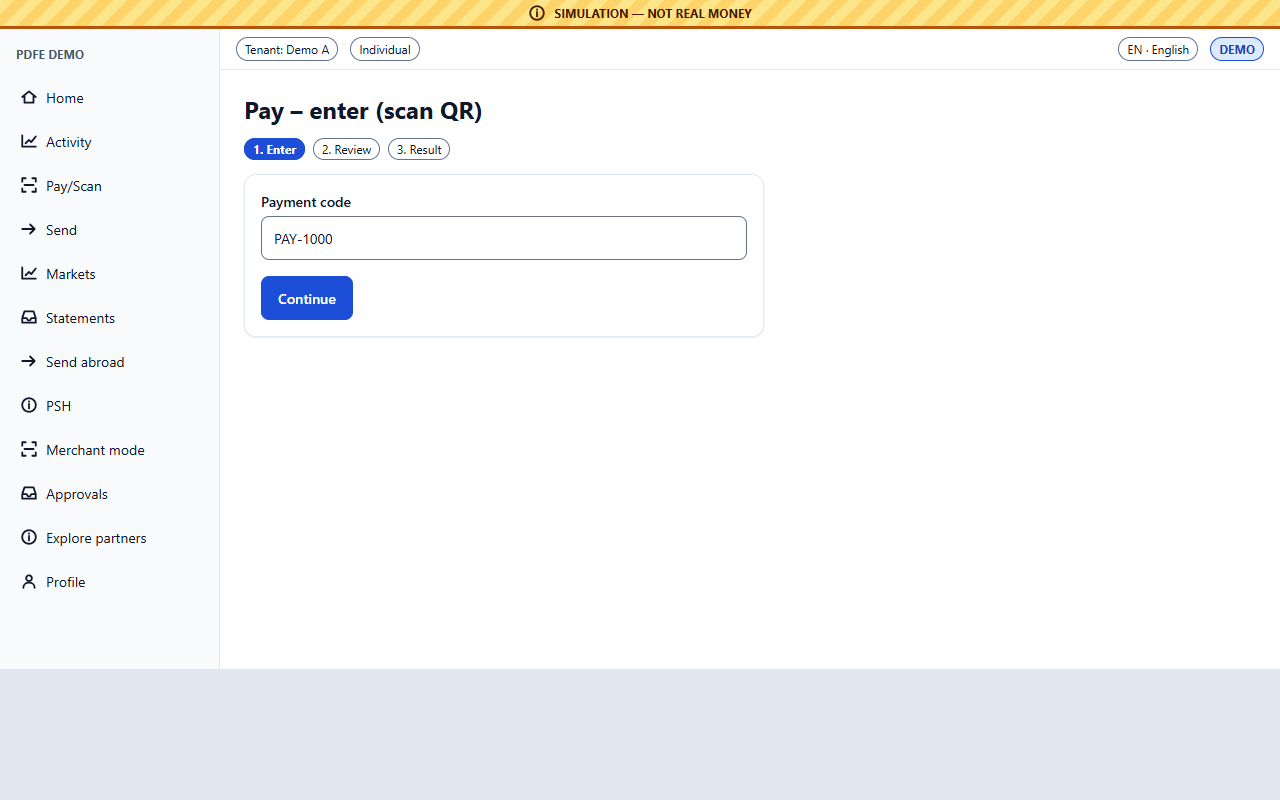 SIMULATION — NOT REAL MONEY
PDFE DEMO
Home
Activity
Pay/Scan
Send
Markets
Statements
Send abroad
PSH
Merchant mode
Approvals
Explore partners
Profile
Tenant: Demo A
Individual
EN · English
DEMO
Pay – enter (scan QR)
1. Enter
2. Review
3. Result
Payment code
PAY-1000
Continue